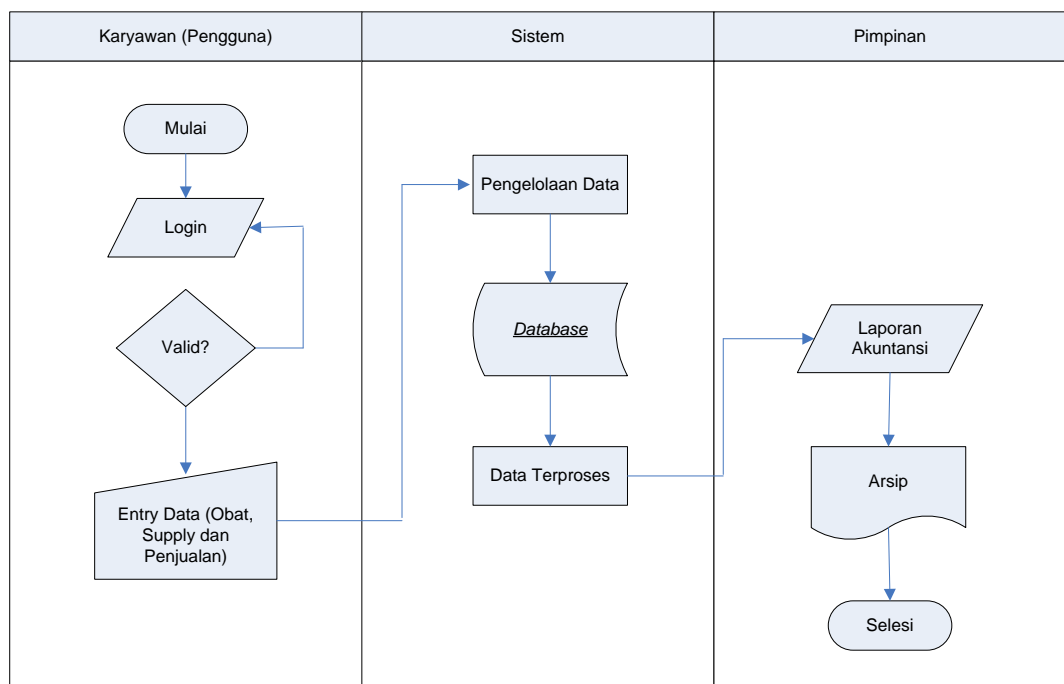 Karyawan (Pengguna)
Sistem
Pimpinan
Mulai
Login
Valid?
Entry Data (Obat,
Supply dan
Penjualan)
Pengelolaan Data
Database
Data Terproses
Laporan
Akuntansi
Arsip
Selesi